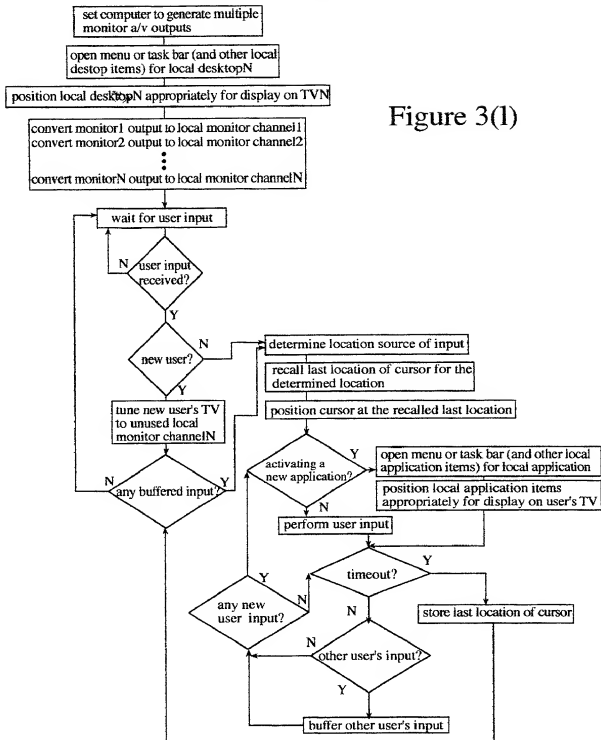 set computer to generate multiple
monitor a/v outputs
open menu or task bar (and other local
destop items) for local desktopN
position local desktopN appropriately for display on TVN
Figure 3(l)
convert monitor1 output to local monitor channel1
convert monitor2 output to local monitor channel2
convert monitorN output to local monitor channelN
wait for user input
N
user input
received?
Y
new user?
N
Y
determine location source of input
recall last location of cursor for the
determined location
position cursor at the recalled last location
tune new user's TV
to unused local
monitor channelN
N
any buffered input?
Y
activating a
new application?
Y
N
open menu or task bar (and other local
application items) for local application
position local application items
appropriately for display on user's TV
perform user input
timeout?
Y
N
any new
user input?
Y
N
store last location of cursor
other user's input?
N
Y
buffer other user's input